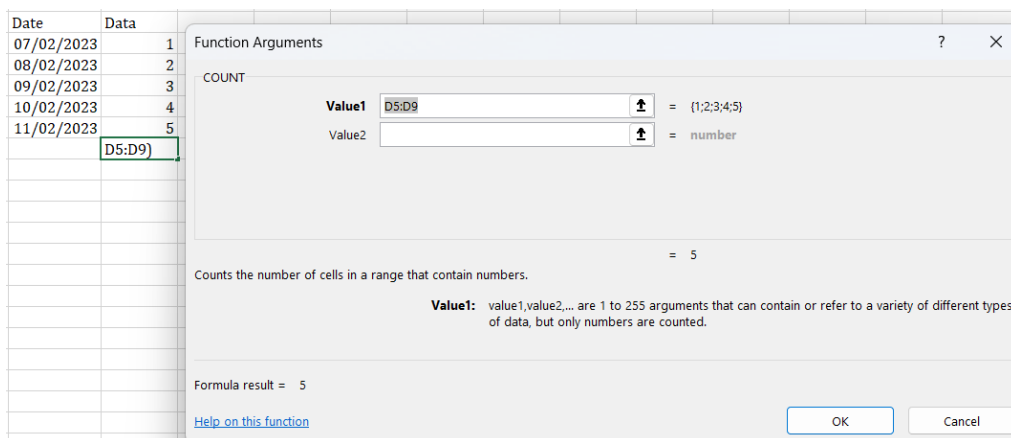 Date Data
07/02/2023 1
08/02/2023 2
09/02/2023 3
10/02/2023 4
11/02/2023 5
D5:D9)
Function Arguments ? ×
COUNT
Value1 D5:D9 = {1;2;3;4;5}
Value2 = number
= 5
Counts the number of cells in a range that contain numbers.
Value1: value1,value2,... are 1 to 255 arguments that can contain or refer to a variety of different types
of data, but only numbers are counted.
Formula result = 5
Help on this function
OK Cancel